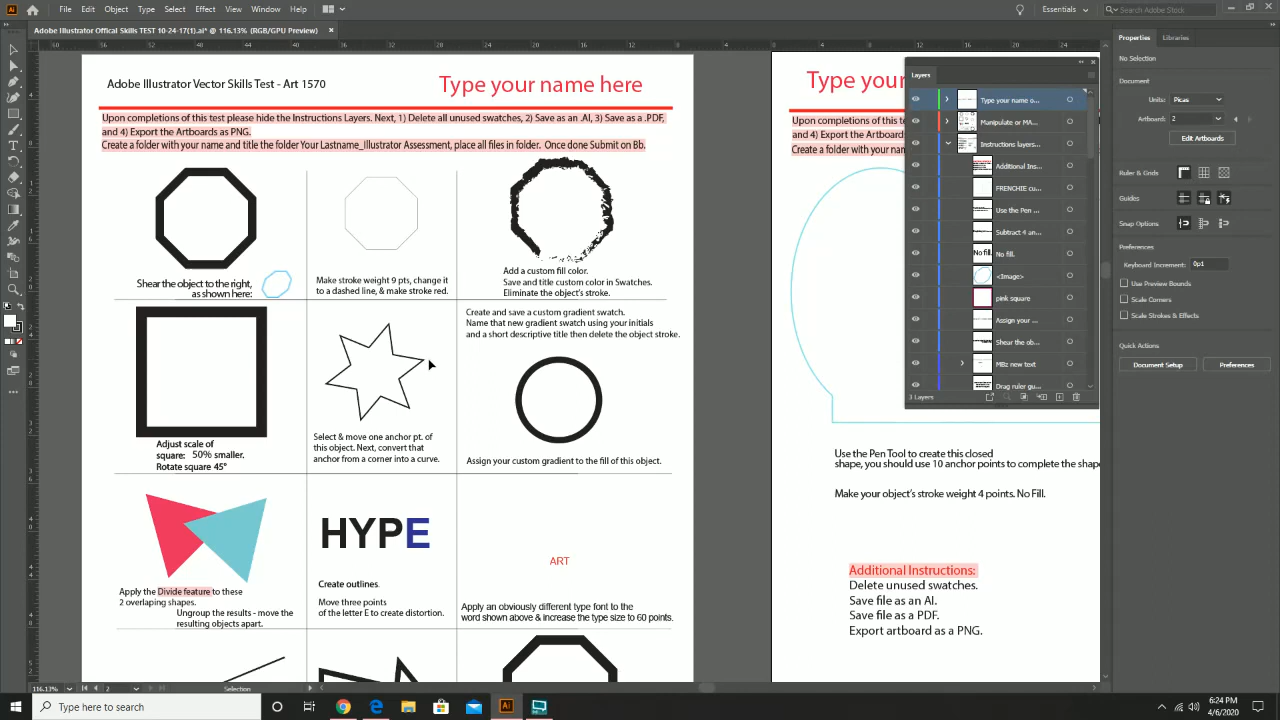 File Edit Object Type Select Effect View Window Help
Essentials
Search Adobe Stock
Adobe Illustrator Offical Skills TEST 10-24-17(1).ai* @ 116.13% (RGB/GPU Preview)
Adobe Illustrator Vector Skills Test - Art 1570
Type your name here
Upon completions of this test please hide the Instructions Layers. Next, 1) Delete all unused swatches, 2) Save as an .AI, 3) Save as a .PDF,
and 4) Export the Artboards as PNG.
Create a folder with your name and title the folder Your Lastname_Illustrator Assessment, place all files in folder. Once done Submit on Bb.
Shear the object to the right,
as shown here:
Make stroke weight 9 pts, change it
to a dashed line, & make stroke red.
Add a custom fill color.
Save and title custom color in Swatches.
Eliminate the object's stroke.
Create and save a custom gradient swatch.
Name that new gradient swatch using your initials
and a short descriptive title then delete the object stroke.
Adjust scale of
square: 50% smaller.
Rotate square 45°
Select & move one anchor pt. of
this object. Next, convert that
anchor from a corner into a curve.
Assign your custom gradient to the fill of this object.
HYPE
ART
Apply the Divide feature to these
2 overlaping shapes.
Ungroup the results - move the
resulting objects apart.
Create outlines.
Move three points
of the letter E to create distortion.
Apply an obviously different type font to the
word shown above & increase the type size to 60 points.
Type your
Upon completions of this te
and 4) Export the Artboard
Create a folder with your nam
Use the Pen Tool to create this closed
shape, you should use 10 anchor points to complete the shape
Make your object's stroke weight 4 points. No Fill.
Additional Instructions:
Delete unused swatches.
Save file as an AI.
Save file as a PDF.
Export artboard as a PNG.
Layers
Type your name o...
Manipulate or MA...
Instructions layers...
Additional Ins...
FRENCHIE cu...
Use the Pen ...
Subtract 4 an...
No fill.
<Image>
pink square
Assign your ...
Shear the ob...
MBz new text
Drag ruler gu...
3 Layers
Properties
Libraries
No Selection
Document
Units: Picas
Artboard: 2
Edit Artboards
Ruler & Grids
Guides
Snap Options
Preferences
Keyboard Increment: 0p1
Use Preview Bounds
Scale Corners
Scale Strokes & Effects
Quick Actions
Document Setup
Preferences
116.13%
2
Selection
Type here to search
6:24 PM
4/6/2020